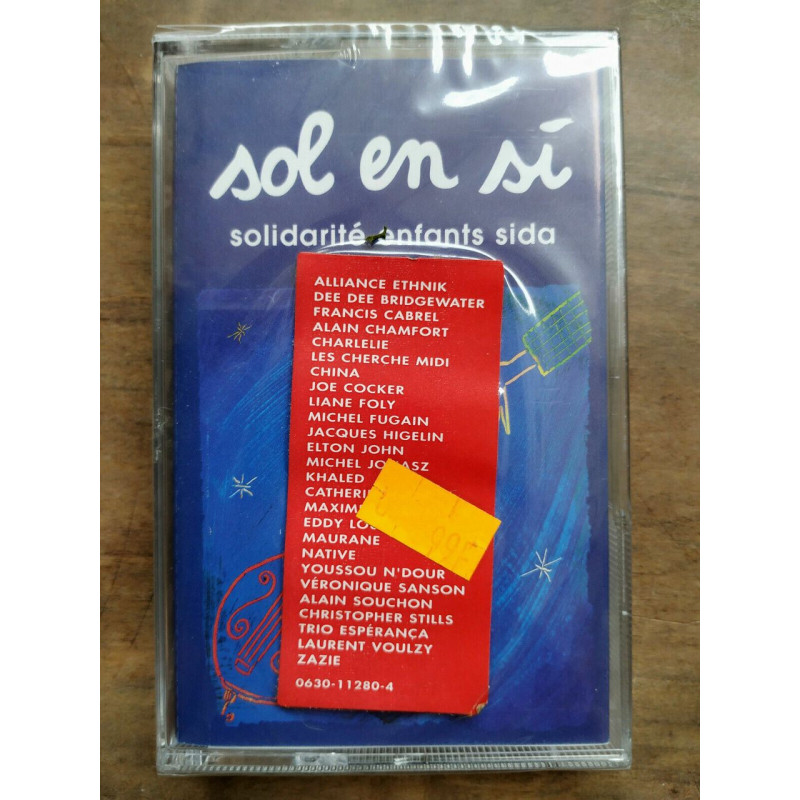 sol en si
solidarité enfants sida
ALLIANCE ETHNIK
DEE DEE BRIDGEWATER
FRANCIS CABREL
ALAIN CHAMFORT
CHARLELIE
LES CHERCHE MIDI
CHINA
JOE COCKER
LIANE FOLY
MICHEL FUGAIN
JACQUES HIGELIN
ELTON JOHN
MICHEL JONASZ
KHALED
EDDY
MAURANE
NATIVE
YOUSSOU N'DOUR
VÉRONIQUE SANSON
ALAIN SOUCHON
CHRISTOPHER STILLS
TRIO ESPÉRANÇA
LAURENT VOULZY
ZAZIE
0630-11280-4